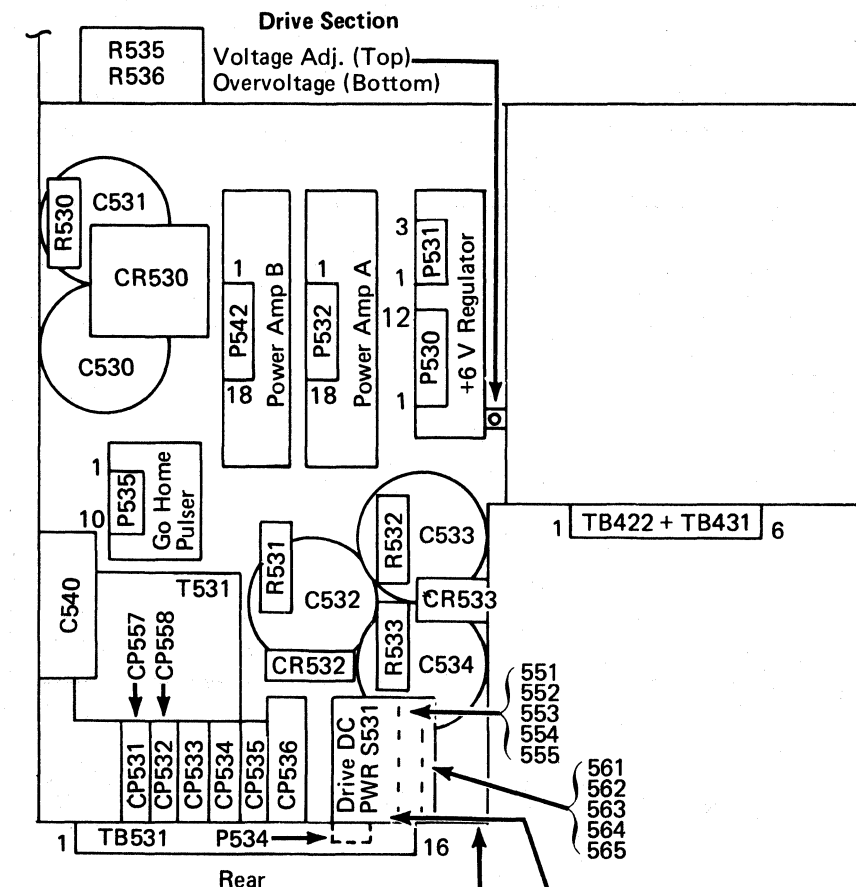 Drive Section
R535
R536
Voltage Adj. (Top)
Overvoltage (Bottom)
R530
C531
CR530
C530
1
P542
18
Power Amp B
1
P532
18
Power Amp A
3
P531
1
12
P530
1
+6 V Regulator
1
P535
10
Go Home
Pulser
R531
C532
CR532
R532
C533
CR533
R533
C534
1
TB422 + TB431
6
C540
T531
CP557
CP558
CP531
CP532
CP533
CP534
CP535
CP536
Drive DC
PWR S531
551
552
553
554
555
561
562
563
564
565
1
TB531
P534
16
Rear